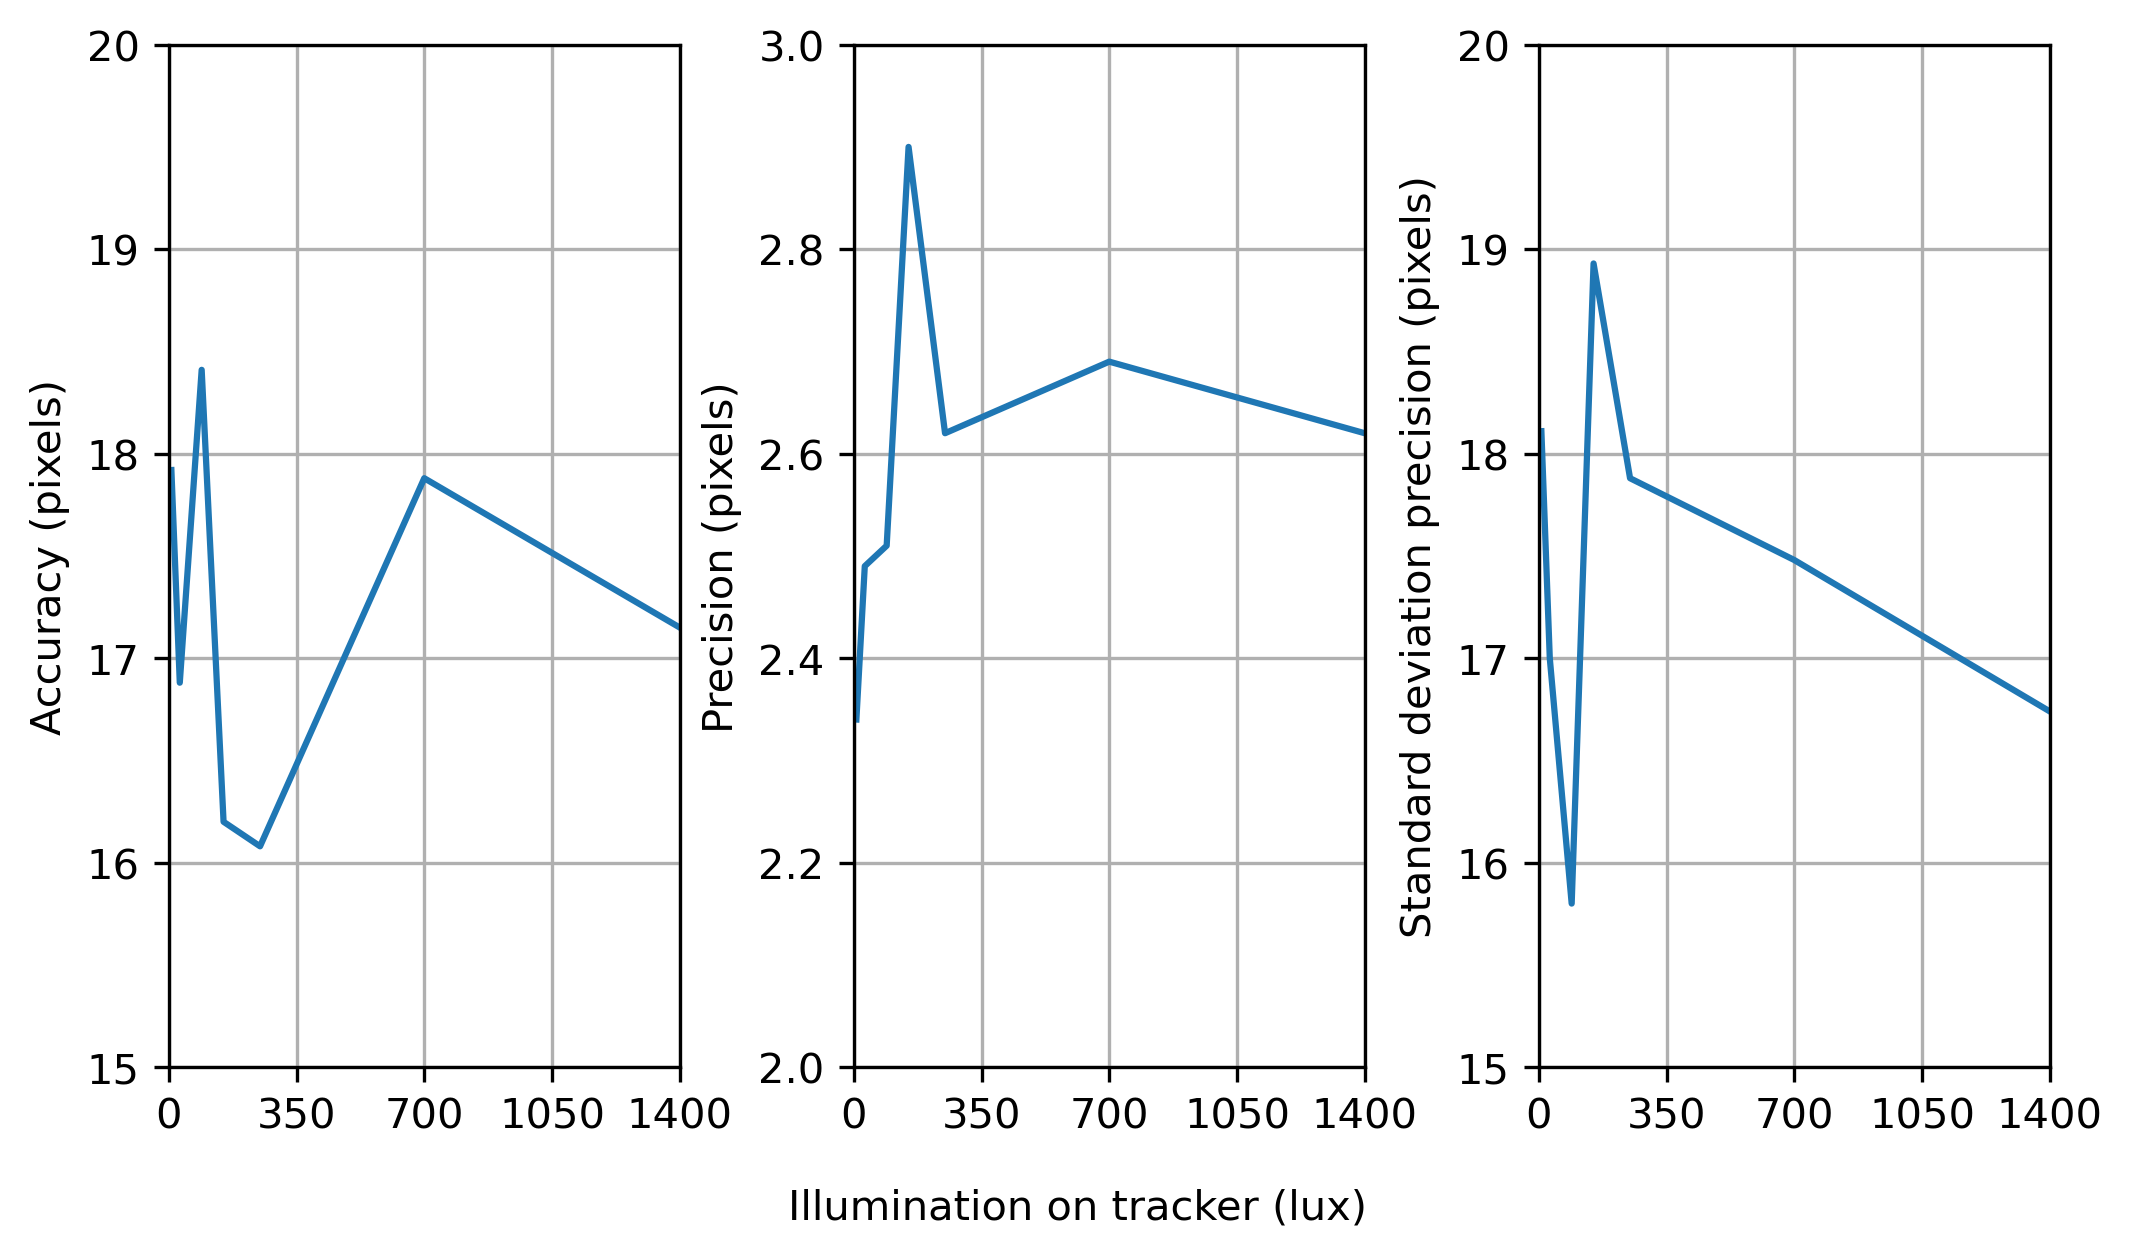 Accuracy (pixels)
20
19
18
17
16
15
0 350 700 1050 1400
Precision (pixels)
3.0
2.8
2.6
2.4
2.2
2.0
0 350 700 1050 1400
Standard deviation precision (pixels)
20
19
18
17
16
15
0 350 700 1050 1400
Illumination on tracker (lux)